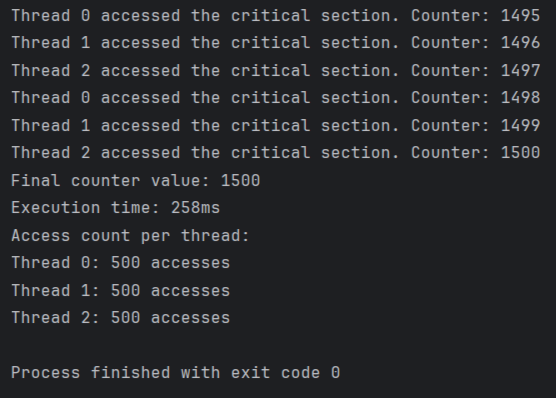 Thread 0 accessed the critical section. Counter: 1495
Thread 1 accessed the critical section. Counter: 1496
Thread 2 accessed the critical section. Counter: 1497
Thread 0 accessed the critical section. Counter: 1498
Thread 1 accessed the critical section. Counter: 1499
Thread 2 accessed the critical section. Counter: 1500
Final counter value: 1500
Execution time: 258ms
Access count per thread:
Thread 0: 500 accesses
Thread 1: 500 accesses
Thread 2: 500 accesses
Process finished with exit code 0